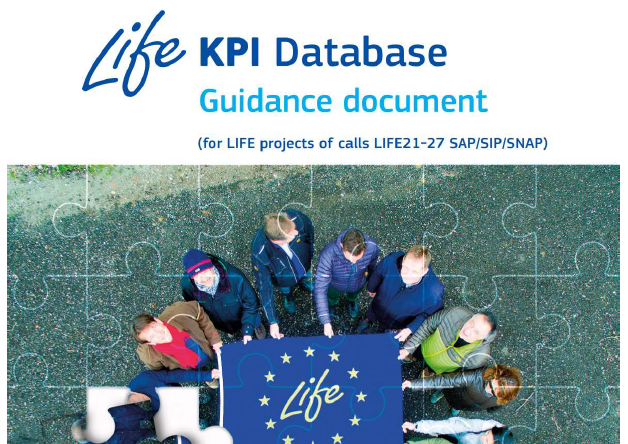 Life KPI Database
Guidance document
(for LIFE projects of calls LIFE21-27 SAP/SIP/SNAP)
Life